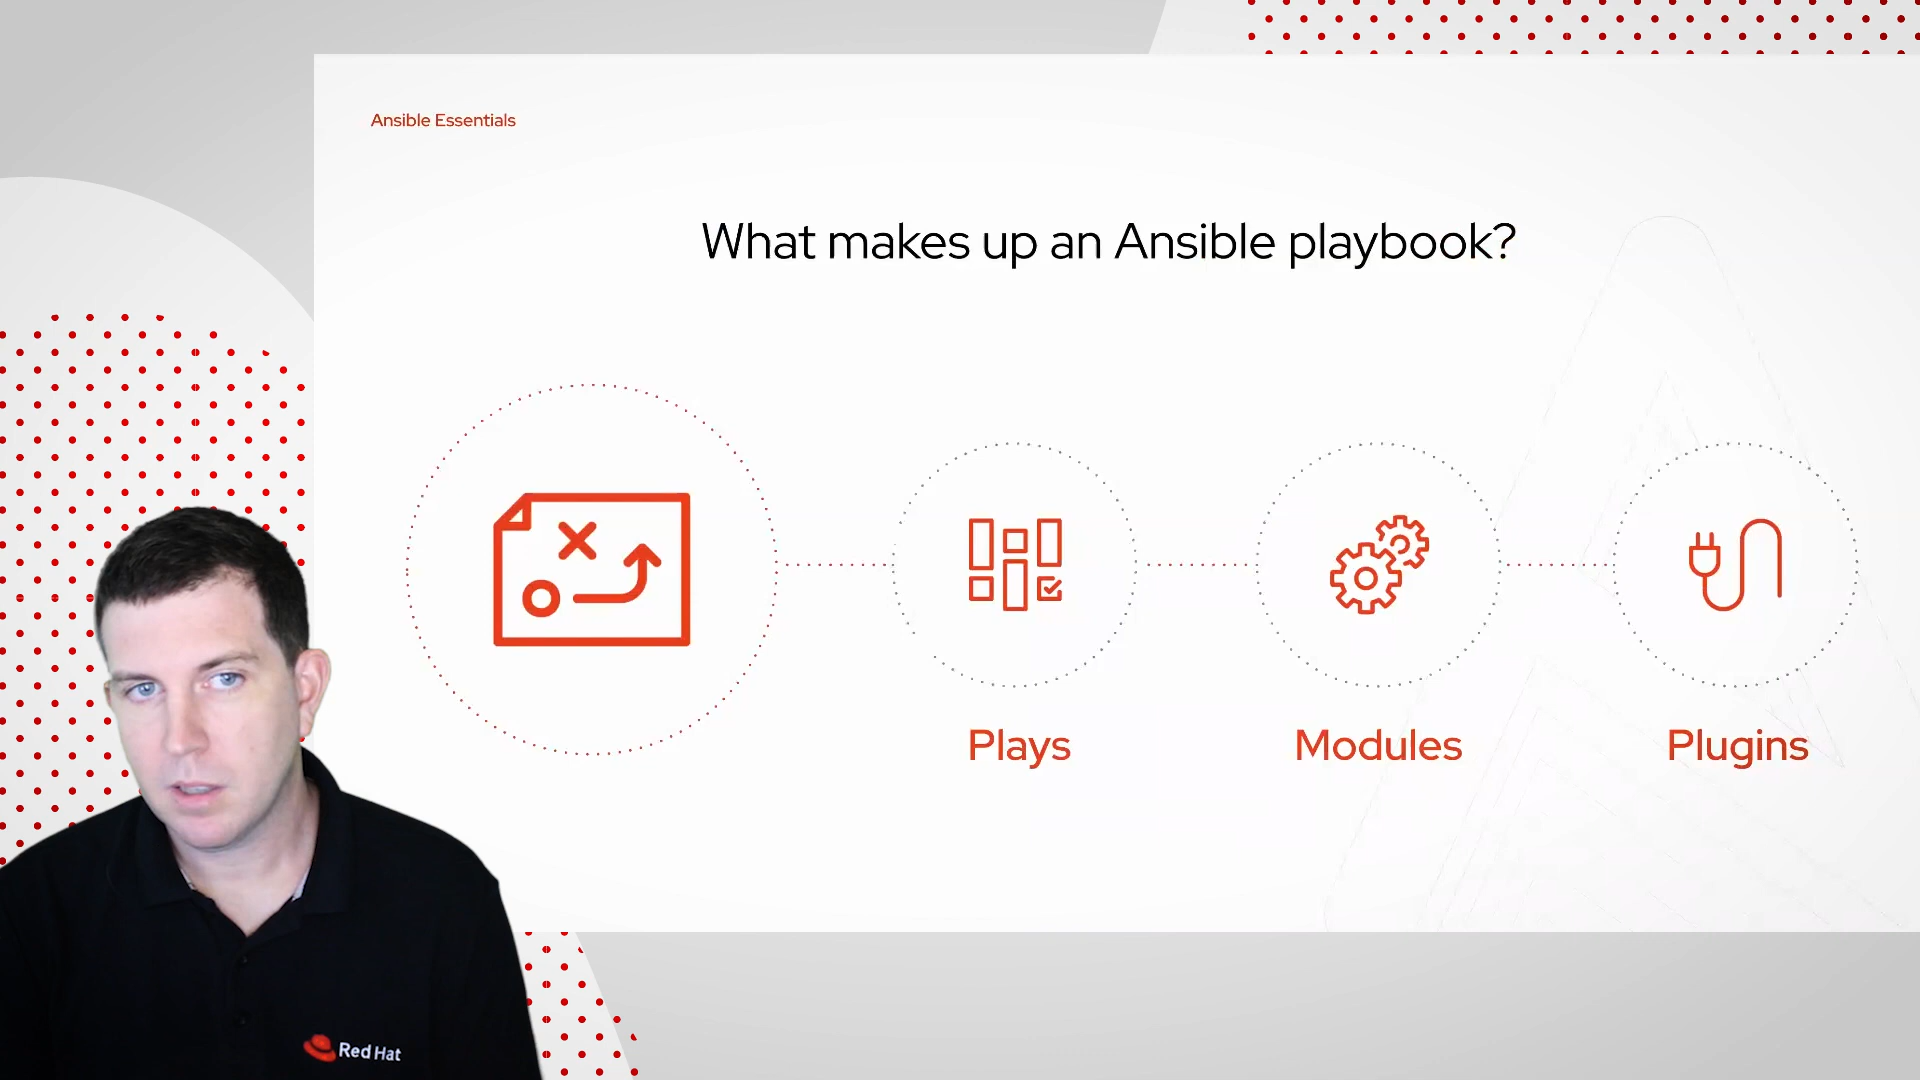 Ansible Essentials
What makes up an Ansible playbook?
Plays
Modules
Plugins
Red Hat